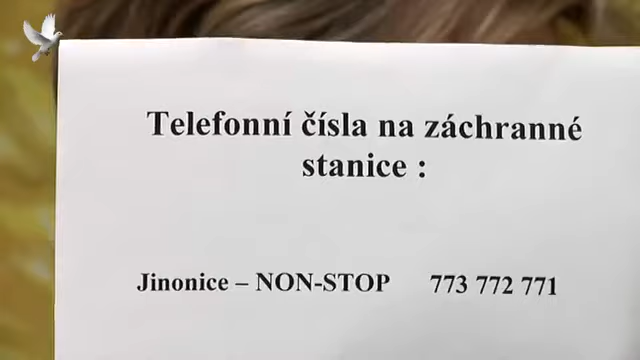 Telefonní čísla na záchranné
stanice :
Jinonice – NON-STOP 773 772 771